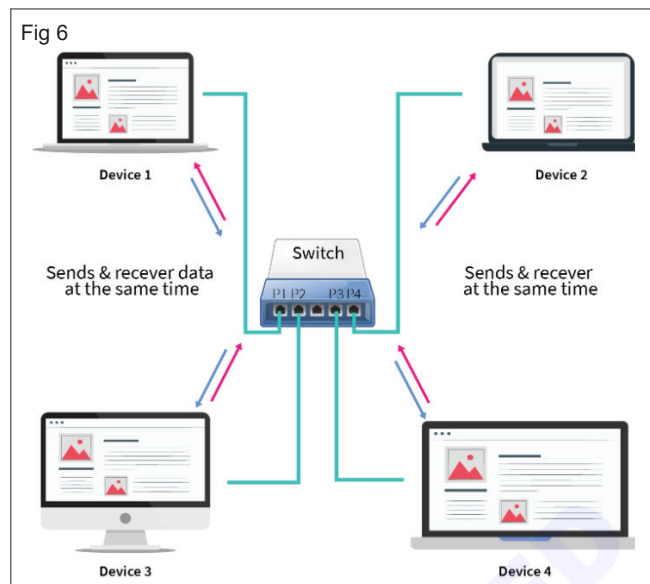 Fig 6
Device 1
Device 2
Switch
P1 P2 P3 P4
Sends & recever data
at the same time
Sends & recever
at the same time
Device 3
Device 4